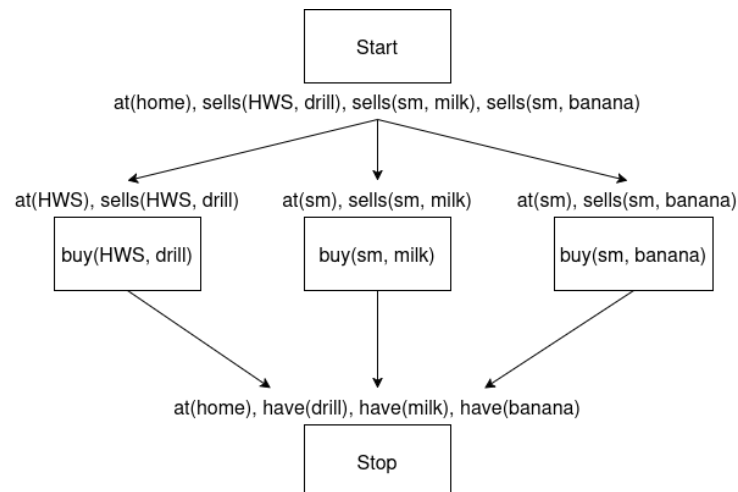 Start
at(home), sells(HWS, drill), sells(sm, milk), sells(sm, banana)
at(HWS), sells(HWS, drill)
at(sm), sells(sm, milk)
at(sm), sells(sm, banana)
buy(HWS, drill)
buy(sm, milk)
buy(sm, banana)
at(home), have(drill), have(milk), have(banana)
Stop